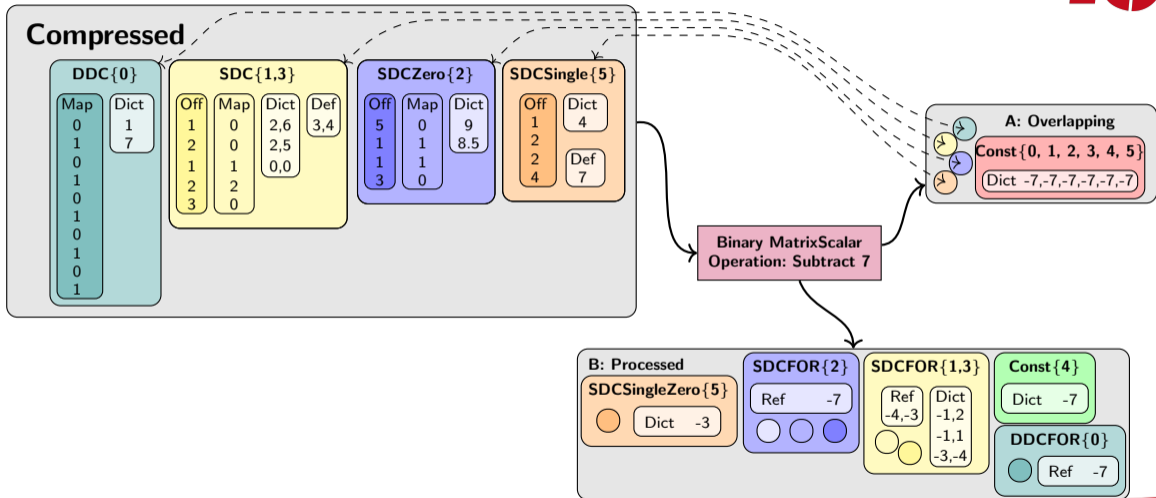 Compressed
DDC{0}
Map
0
1
0
1
0
1
0
1
0
1
Dict
1
7
SDC{1,3}
Off
1
2
1
2
3
Map
0
0
1
2
0
Dict
2,6
2,5
0,0
Def
3,4
SDCZero{2}
Off
5
1
1
3
Map
0
1
1
0
Dict
9
8.5
SDCSingle{5}
Off
1
2
2
4
Dict
4
Def
7
A: Overlapping
Const{0, 1, 2, 3, 4, 5}
Dict -7,-7,-7,-7,-7,-7
Binary MatrixScalar
Operation: Subtract 7
B: Processed
SDCSingleZero{5}
Dict -3
SDCFOR{2}
Ref -7
SDCFOR{1,3}
Ref
-4,-3
Dict
-1,2
-1,1
-3,-4
Const{4}
Dict -7
DDCFOR{0}
Ref -7